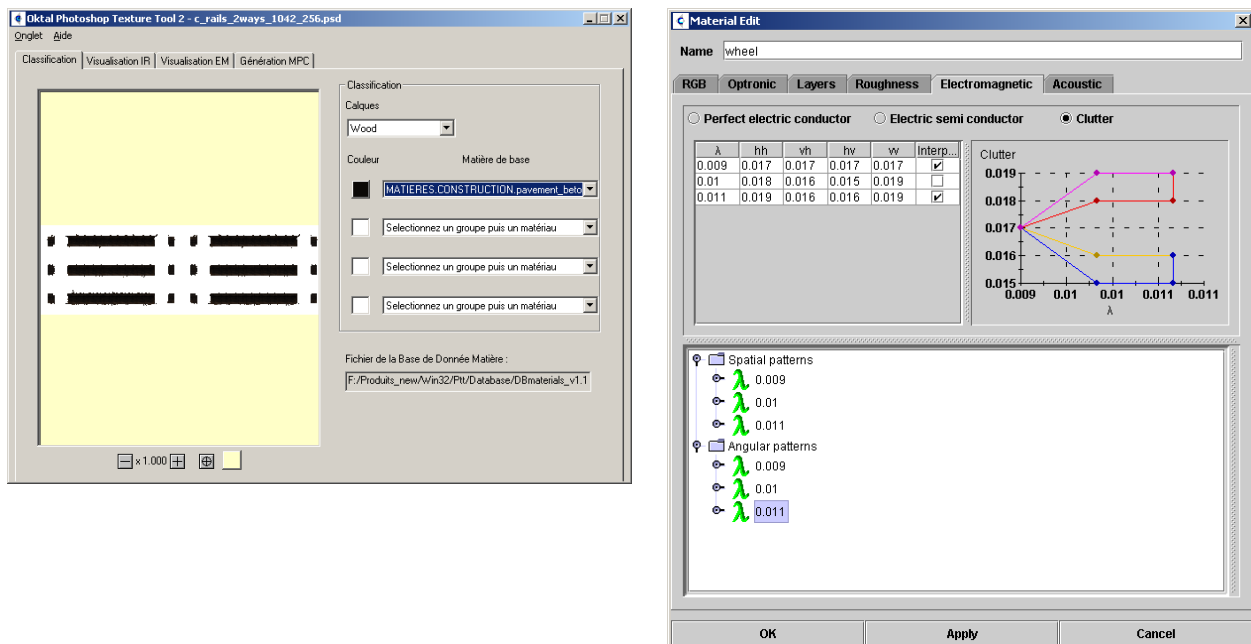 Oktal Photoshop Texture Tool 2 - c_rails_2ways_1042_256.psd
Onglet Aide
Classification Visualisation IR Visualisation EM Génération MPC
Classification
Calques
Wood
Couleur Matière de base
MATIERES.CONSTRUCTION.pavement_beto
Selectionnez un groupe puis un matériau
Selectionnez un groupe puis un matériau
Selectionnez un groupe puis un matériau
Fichier de la Base de Donnée Matière :
F:/Produits_new/Win32/Ptt/Database/DBmaterials_v1.1
x 1.000
Material Edit
Name wheel
RGB Optronic Layers Roughness Electromagnetic Acoustic
Perfect electric conductor Electric semi conductor Clutter
λ hh vh hv vv Interp...
0.009 0.017 0.017 0.017 0.017
0.01 0.018 0.016 0.015 0.019
0.011 0.019 0.016 0.016 0.019
Clutter
0.019
0.018
0.017
0.016
0.015
0.009 0.01 0.01 0.011 0.011
λ
Spatial patterns
λ 0.009
λ 0.01
λ 0.011
Angular patterns
λ 0.009
λ 0.01
λ 0.011
OK Apply Cancel